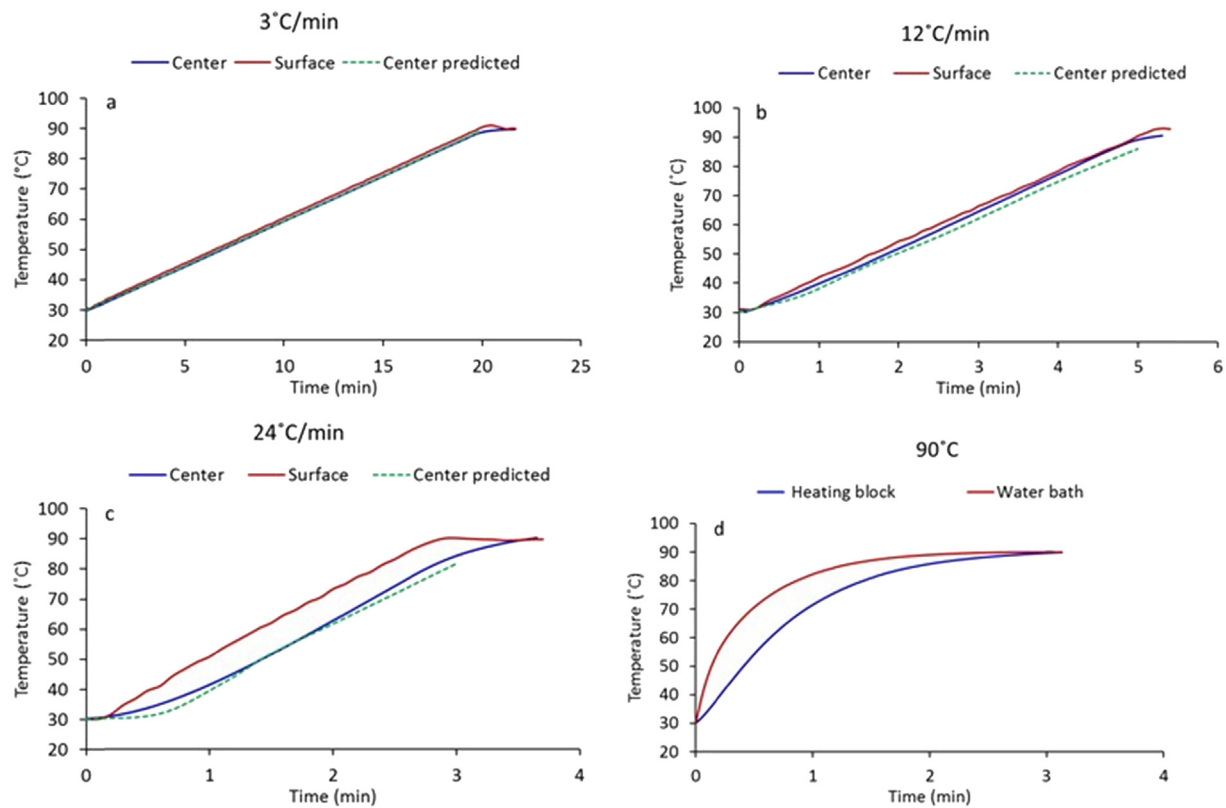 3˚C/min
Center Surface Center predicted
a
100
90
80
70
60
50
40
30
20
Temperature (˚C)
0 5 10 15 20 25
Time (min)
12˚C/min
Center Surface Center predicted
b
100
90
80
70
60
50
40
30
20
Temperature (˚C)
0 1 2 3 4 5 6
Time (min)
24˚C/min
Center Surface Center predicted
c
100
90
80
70
60
50
40
30
20
Temperature (˚C)
0 1 2 3 4
Time (min)
90˚C
Heating block Water bath
d
100
90
80
70
60
50
40
30
20
Temperature (˚C)
0 1 2 3 4
Time (min)